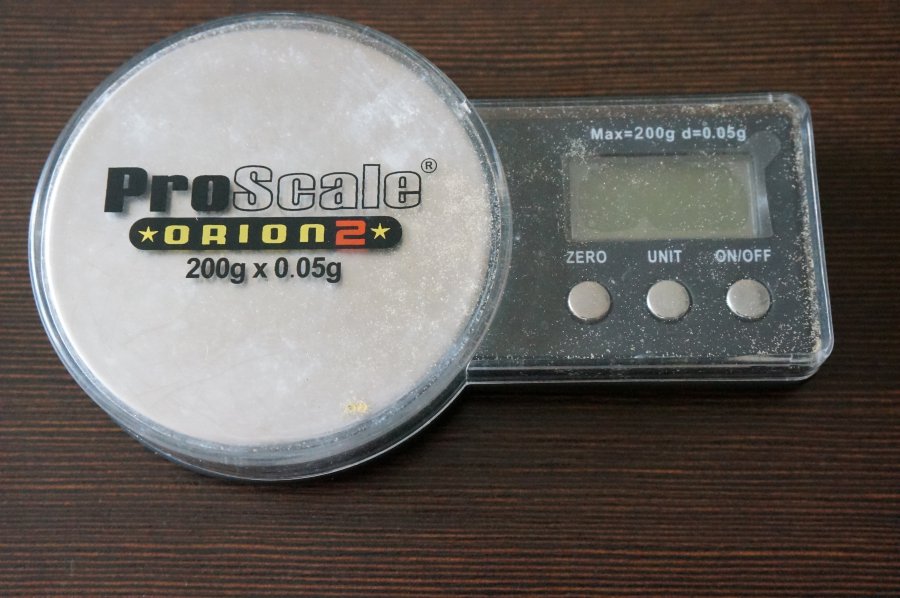 ProScale®
★ORION2★
200g x 0.05g
Max=200g d=0.05g
ZERO UNIT ON/OFF